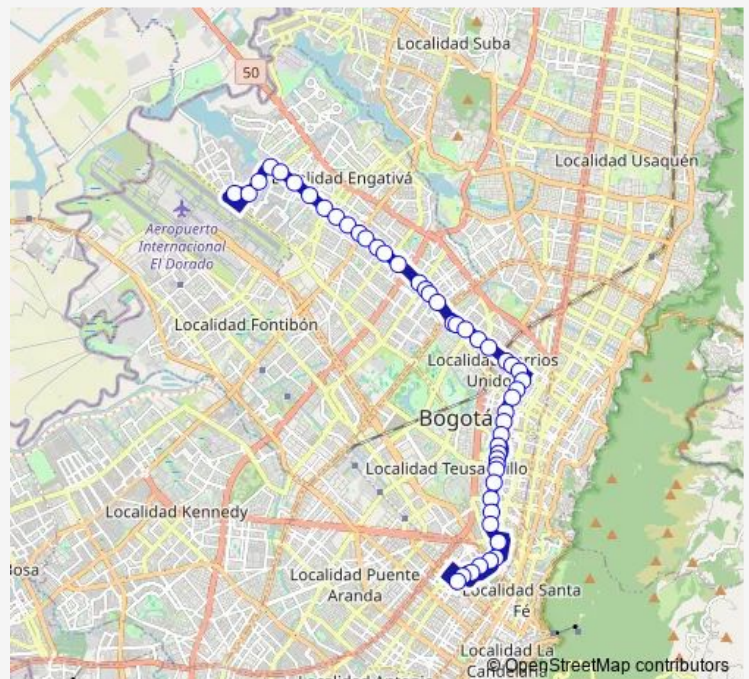 Localidad Suba
50
Localidad Usaquén
Localidad Engativá
Aeropuerto
Internacional
El Dorado
Localidad Fontibón
Localidad Barrios
Unidos
Bogotá
Localidad Teusaquillo
Localidad Kennedy
Bosa
Localidad Puente
Aranda
Localidad Santa
Fé
Localidad La
Candelaria
© OpenStreetMap contributors